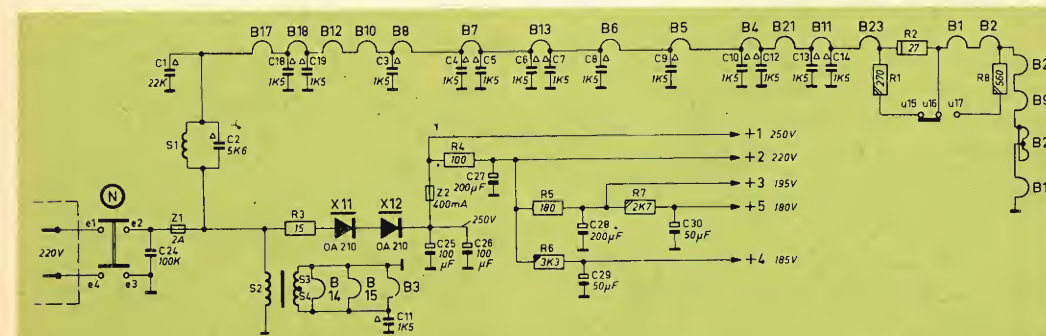 B17 B18 B12 B10 B8 B7 B13 B6 B5 B4 B21 B11 B23 R2 B1 B2
27
C1 22K
C18 1K5
C19 1K5
C3 1K5
C4 1K5
C5 1K5
C6 1K5
C7 1K5
C8 1K5
C9 1K5
C10 1K5
C12 1K5
C13 1K5
C14 1K5
270 R1
R8 560
u15 u16 u17
S1
C2
5K6
+1 250V
R4
100
+2 220V
C27
200µF
Z2
400mA
+3 195V
R5
180
R7
2K7
+5 180V
C28
200µF
C30
50µF
R6
3K3
+4 185V
C29
50µF
N
220V
e1 e2
e4 e3
Z1
2A
C24
100K
R3
15
X11
OA 210
X12
OA 210
250V
C25
100
µF
C26
100
µF
S2
S3
S4
B
14
B
15
B3
C11
1K5